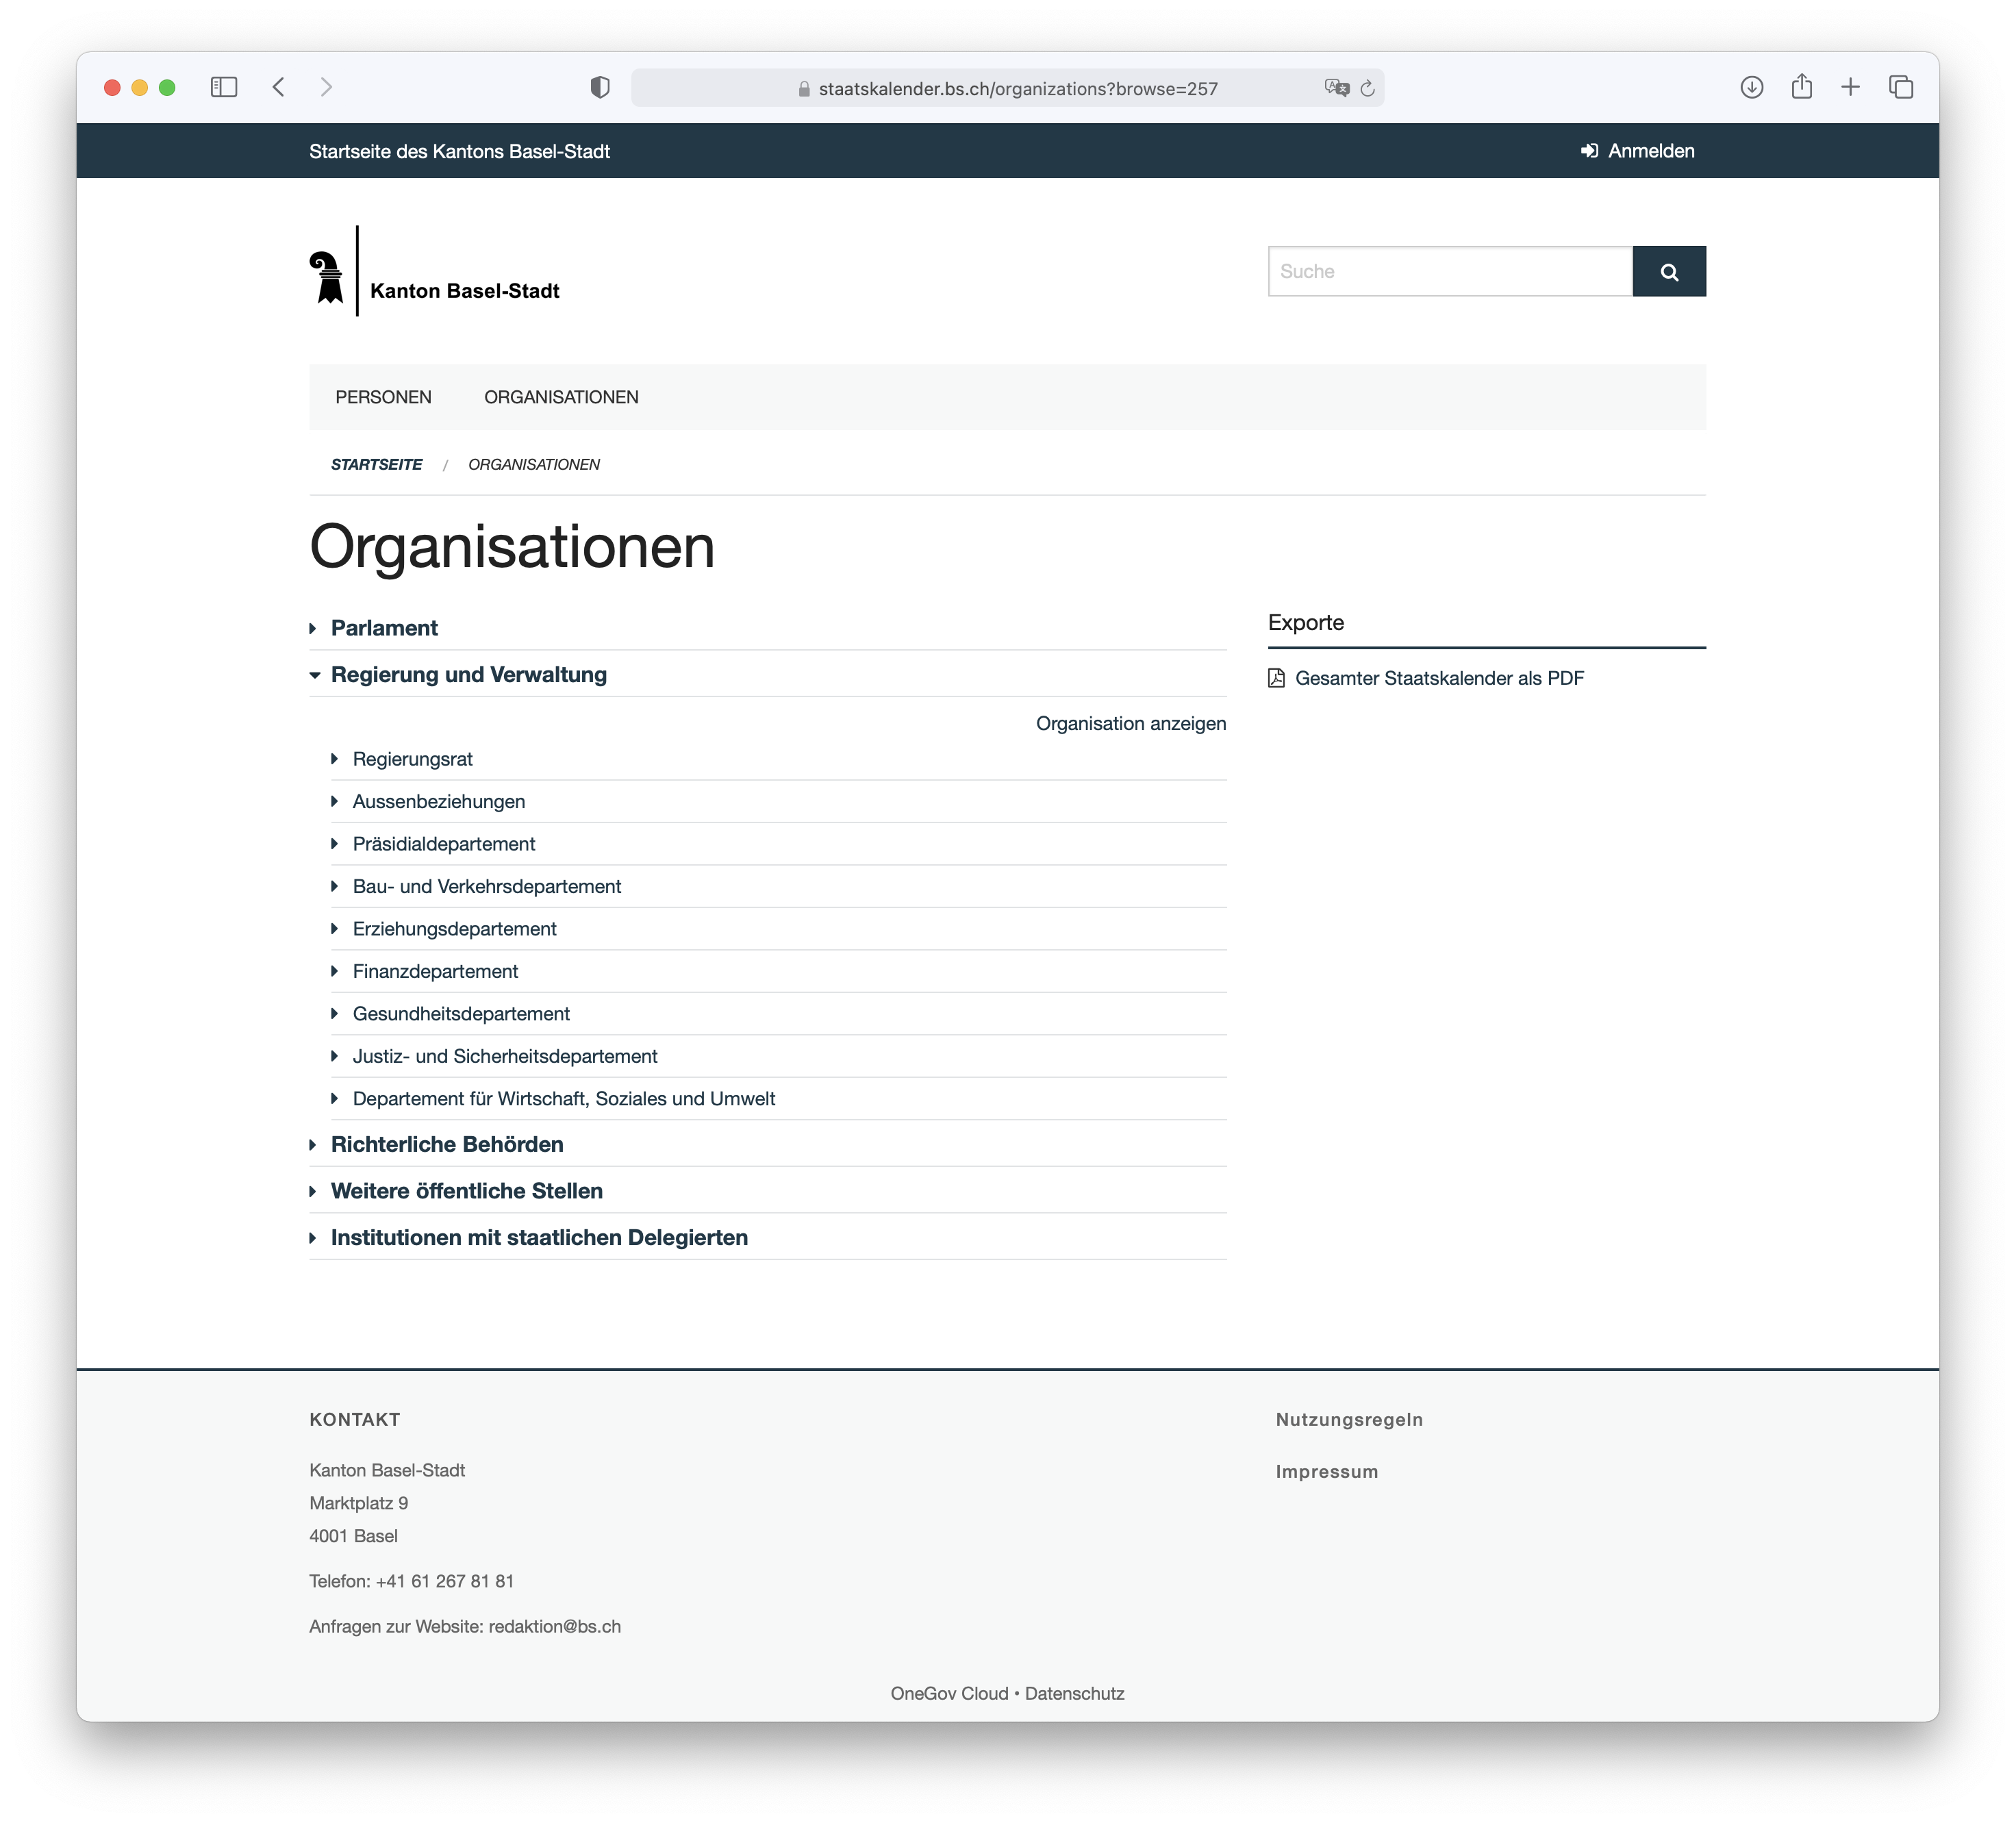 staatskalender.bs.ch/organizations?browse=257
Startseite des Kantons Basel-Stadt
Anmelden
Kanton Basel-Stadt
Suche
PERSONEN ORGANISATIONEN
STARTSEITE / ORGANISATIONEN
Organisationen
Parlament
Regierung und Verwaltung
Organisation anzeigen
Regierungsrat
Aussenbeziehungen
Präsidialdepartement
Bau- und Verkehrsdepartement
Erziehungsdepartement
Finanzdepartement
Gesundheitsdepartement
Justiz- und Sicherheitsdepartement
Departement für Wirtschaft, Soziales und Umwelt
Richterliche Behörden
Weitere öffentliche Stellen
Institutionen mit staatlichen Delegierten
Exporte
Gesamter Staatskalender als PDF
KONTAKT
Kanton Basel-Stadt
Marktplatz 9
4001 Basel
Telefon: +41 61 267 81 81
Anfragen zur Website: redaktion@bs.ch
Nutzungsregeln
Impressum
OneGov Cloud • Datenschutz